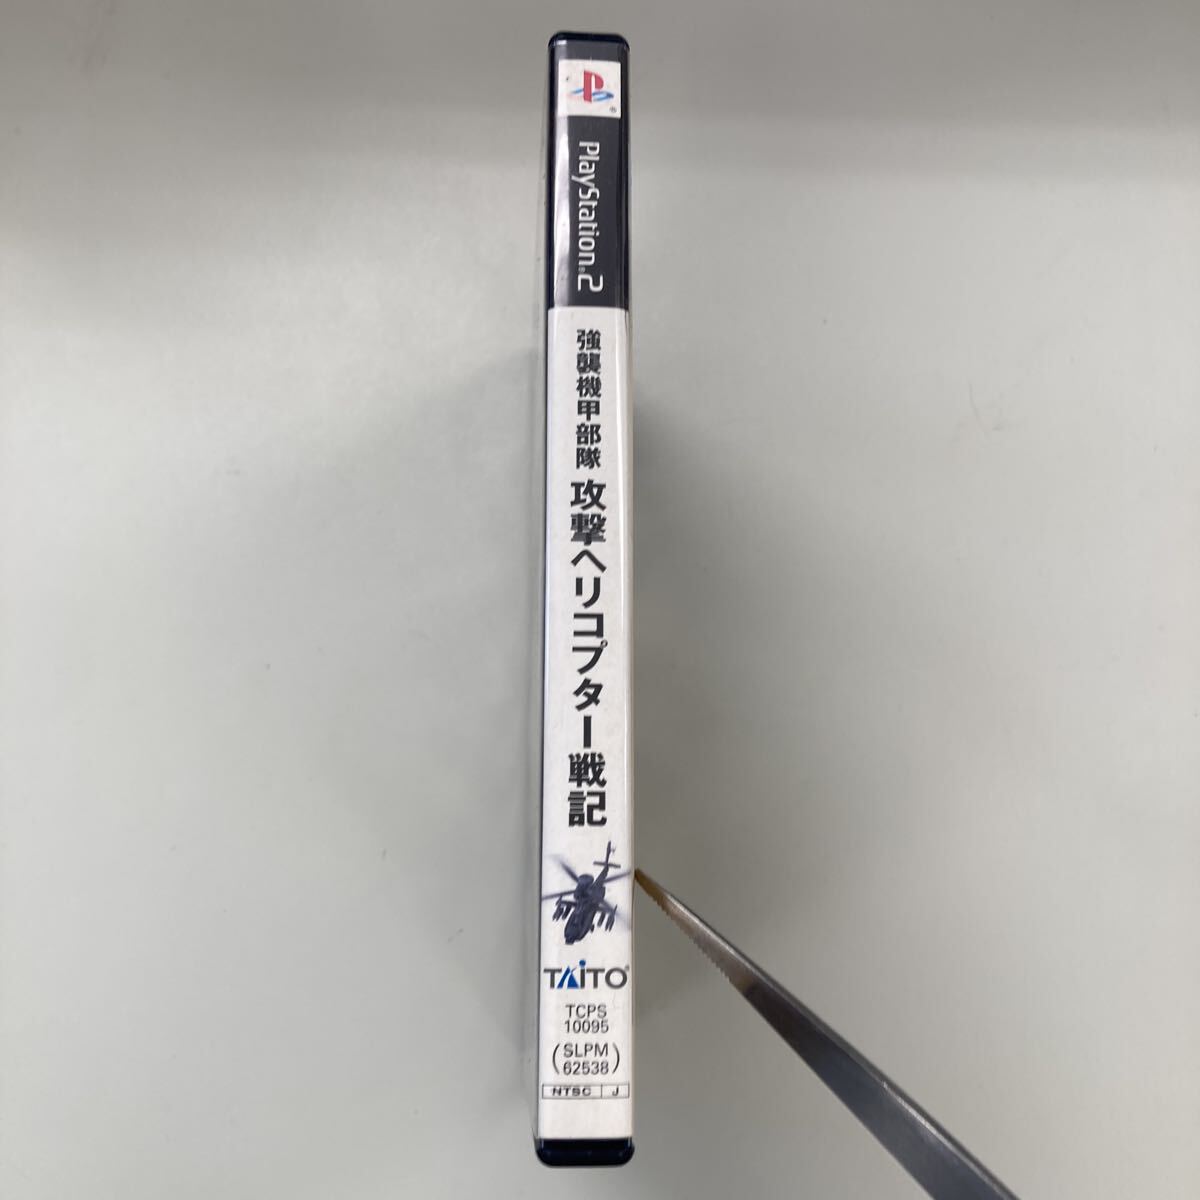 PlayStation®2
強襲機甲部隊 攻撃ヘリコプター戦記
TAITO®
TCPS
10095
(SLPM
62538)
NTSC J